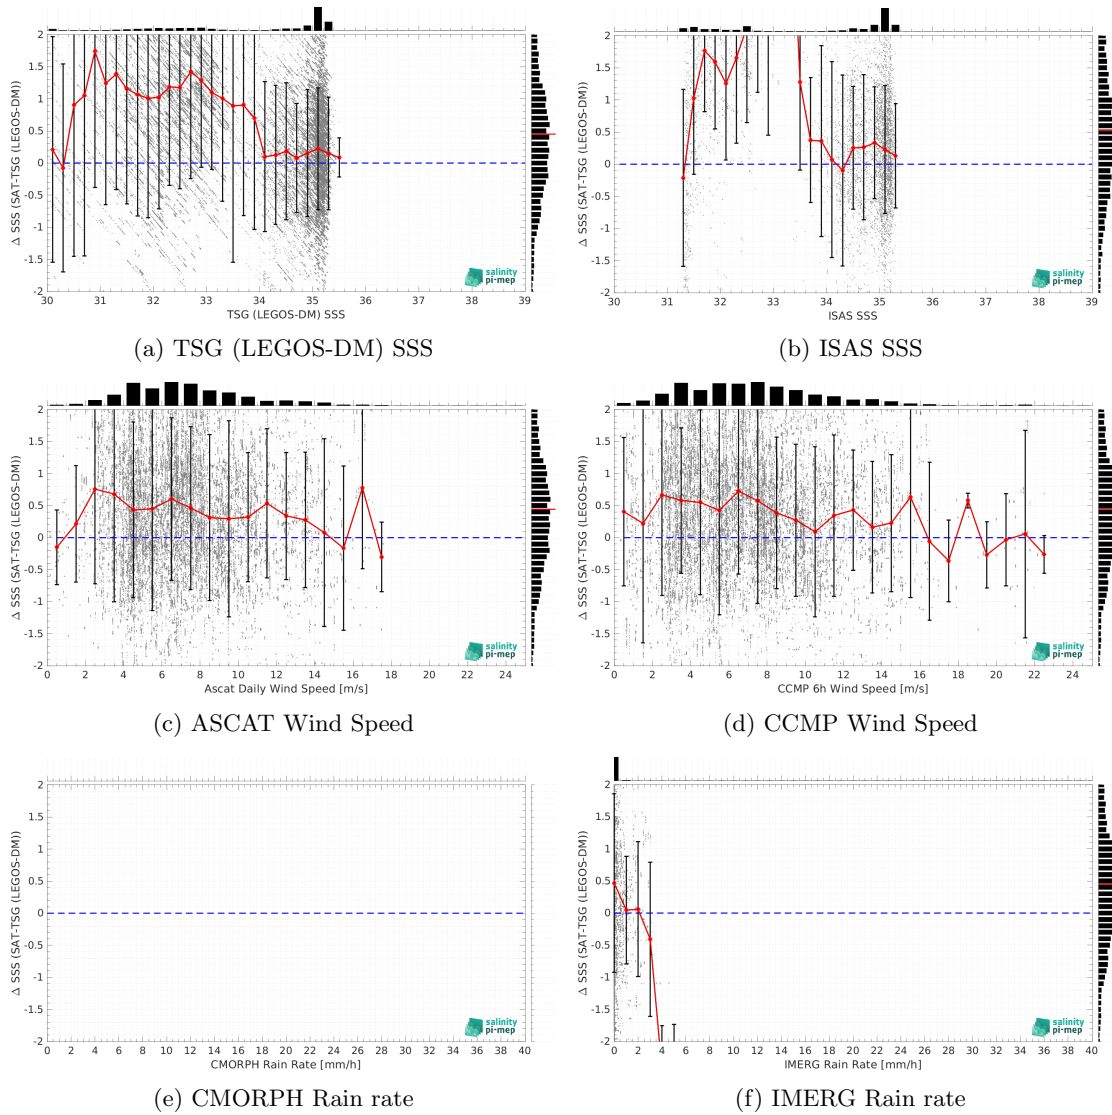 2
1.5
1
0.5
0
-0.5
-1
-1.5
-2
Δ SSS (SAT-TSG (LEGOS-DM))
30 31 32 33 34 35 36 37 38 39
TSG (LEGOS-DM) SSS
salinity
pi-mep
(a) TSG (LEGOS-DM) SSS
2
1.5
1
0.5
0
-0.5
-1
-1.5
-2
Δ SSS (SAT-TSG (LEGOS-DM))
30 31 32 33 34 35 36 37 38 39
ISAS SSS
salinity
pi-mep
(b) ISAS SSS
2
1.5
1
0.5
0
-0.5
-1
-1.5
-2
Δ SSS (SAT-TSG (LEGOS-DM))
0 2 4 6 8 10 12 14 16 18 20 22 24
Ascat Daily Wind Speed [m/s]
salinity
pi-mep
(c) ASCAT Wind Speed
2
1.5
1
0.5
0
-0.5
-1
-1.5
-2
Δ SSS (SAT-TSG (LEGOS-DM))
0 2 4 6 8 10 12 14 16 18 20 22 24
CCMP 6h Wind Speed [m/s]
salinity
pi-mep
(d) CCMP Wind Speed
2
1.5
1
0.5
0
-0.5
-1
-1.5
-2
Δ SSS (SAT-TSG (LEGOS-DM))
0 2 4 6 8 10 12 14 16 18 20 22 24 26 28 30 32 34 36 38 40
CMORPH Rain Rate [mm/h]
salinity
pi-mep
(e) CMORPH Rain rate
2
1.5
1
0.5
0
-0.5
-1
-1.5
-2
Δ SSS (SAT-TSG (LEGOS-DM))
0 2 4 6 8 10 12 14 16 18 20 22 24 26 28 30 32 34 36 38 40
IMERG Rain Rate [mm/h]
salinity
pi-mep
(f) IMERG Rain rate